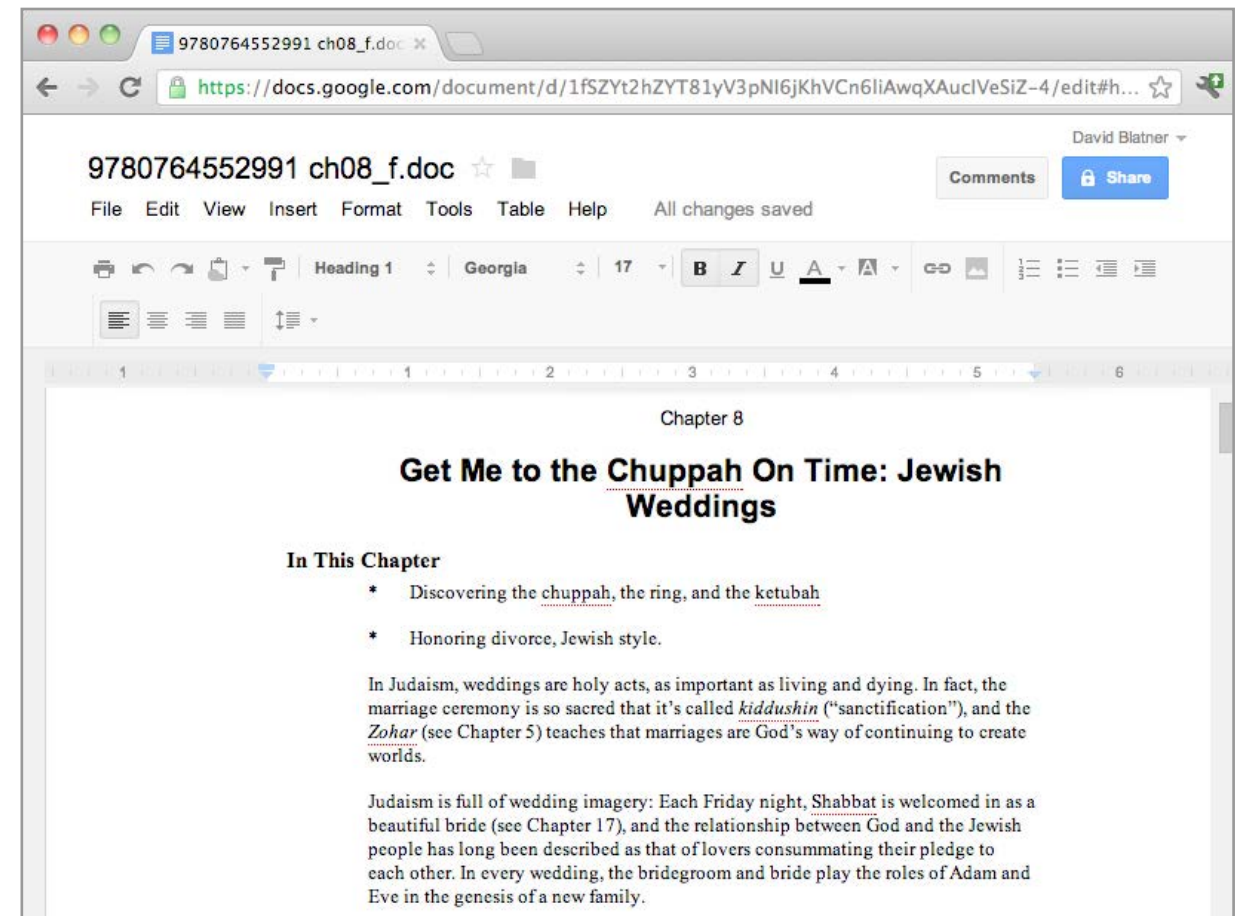 9780764552991 ch08_f.doc
https://docs.google.com/document/d/1fSZYt2hZYT81yV3pNI6jKhVCn6liAwqXAucIVeSiZ-4/edit#h...
David Blatner
9780764552991 ch08_f.doc
Comments Share
File Edit View Insert Format Tools Table Help All changes saved
Heading 1 Georgia 17 B I U A A
1 1 2 3 4 5 6
Chapter 8
Get Me to the Chuppah On Time: Jewish
Weddings
In This Chapter
* Discovering the chuppah, the ring, and the ketubah
* Honoring divorce, Jewish style.
In Judaism, weddings are holy acts, as important as living and dying. In fact, the
marriage ceremony is so sacred that it’s called kiddushin (“sanctification”), and the
Zohar (see Chapter 5) teaches that marriages are God’s way of continuing to create
worlds.
Judaism is full of wedding imagery: Each Friday night, Shabbat is welcomed in as a
beautiful bride (see Chapter 17), and the relationship between God and the Jewish
people has long been described as that of lovers consummating their pledge to
each other. In every wedding, the bridegroom and bride play the roles of Adam and
Eve in the genesis of a new family.